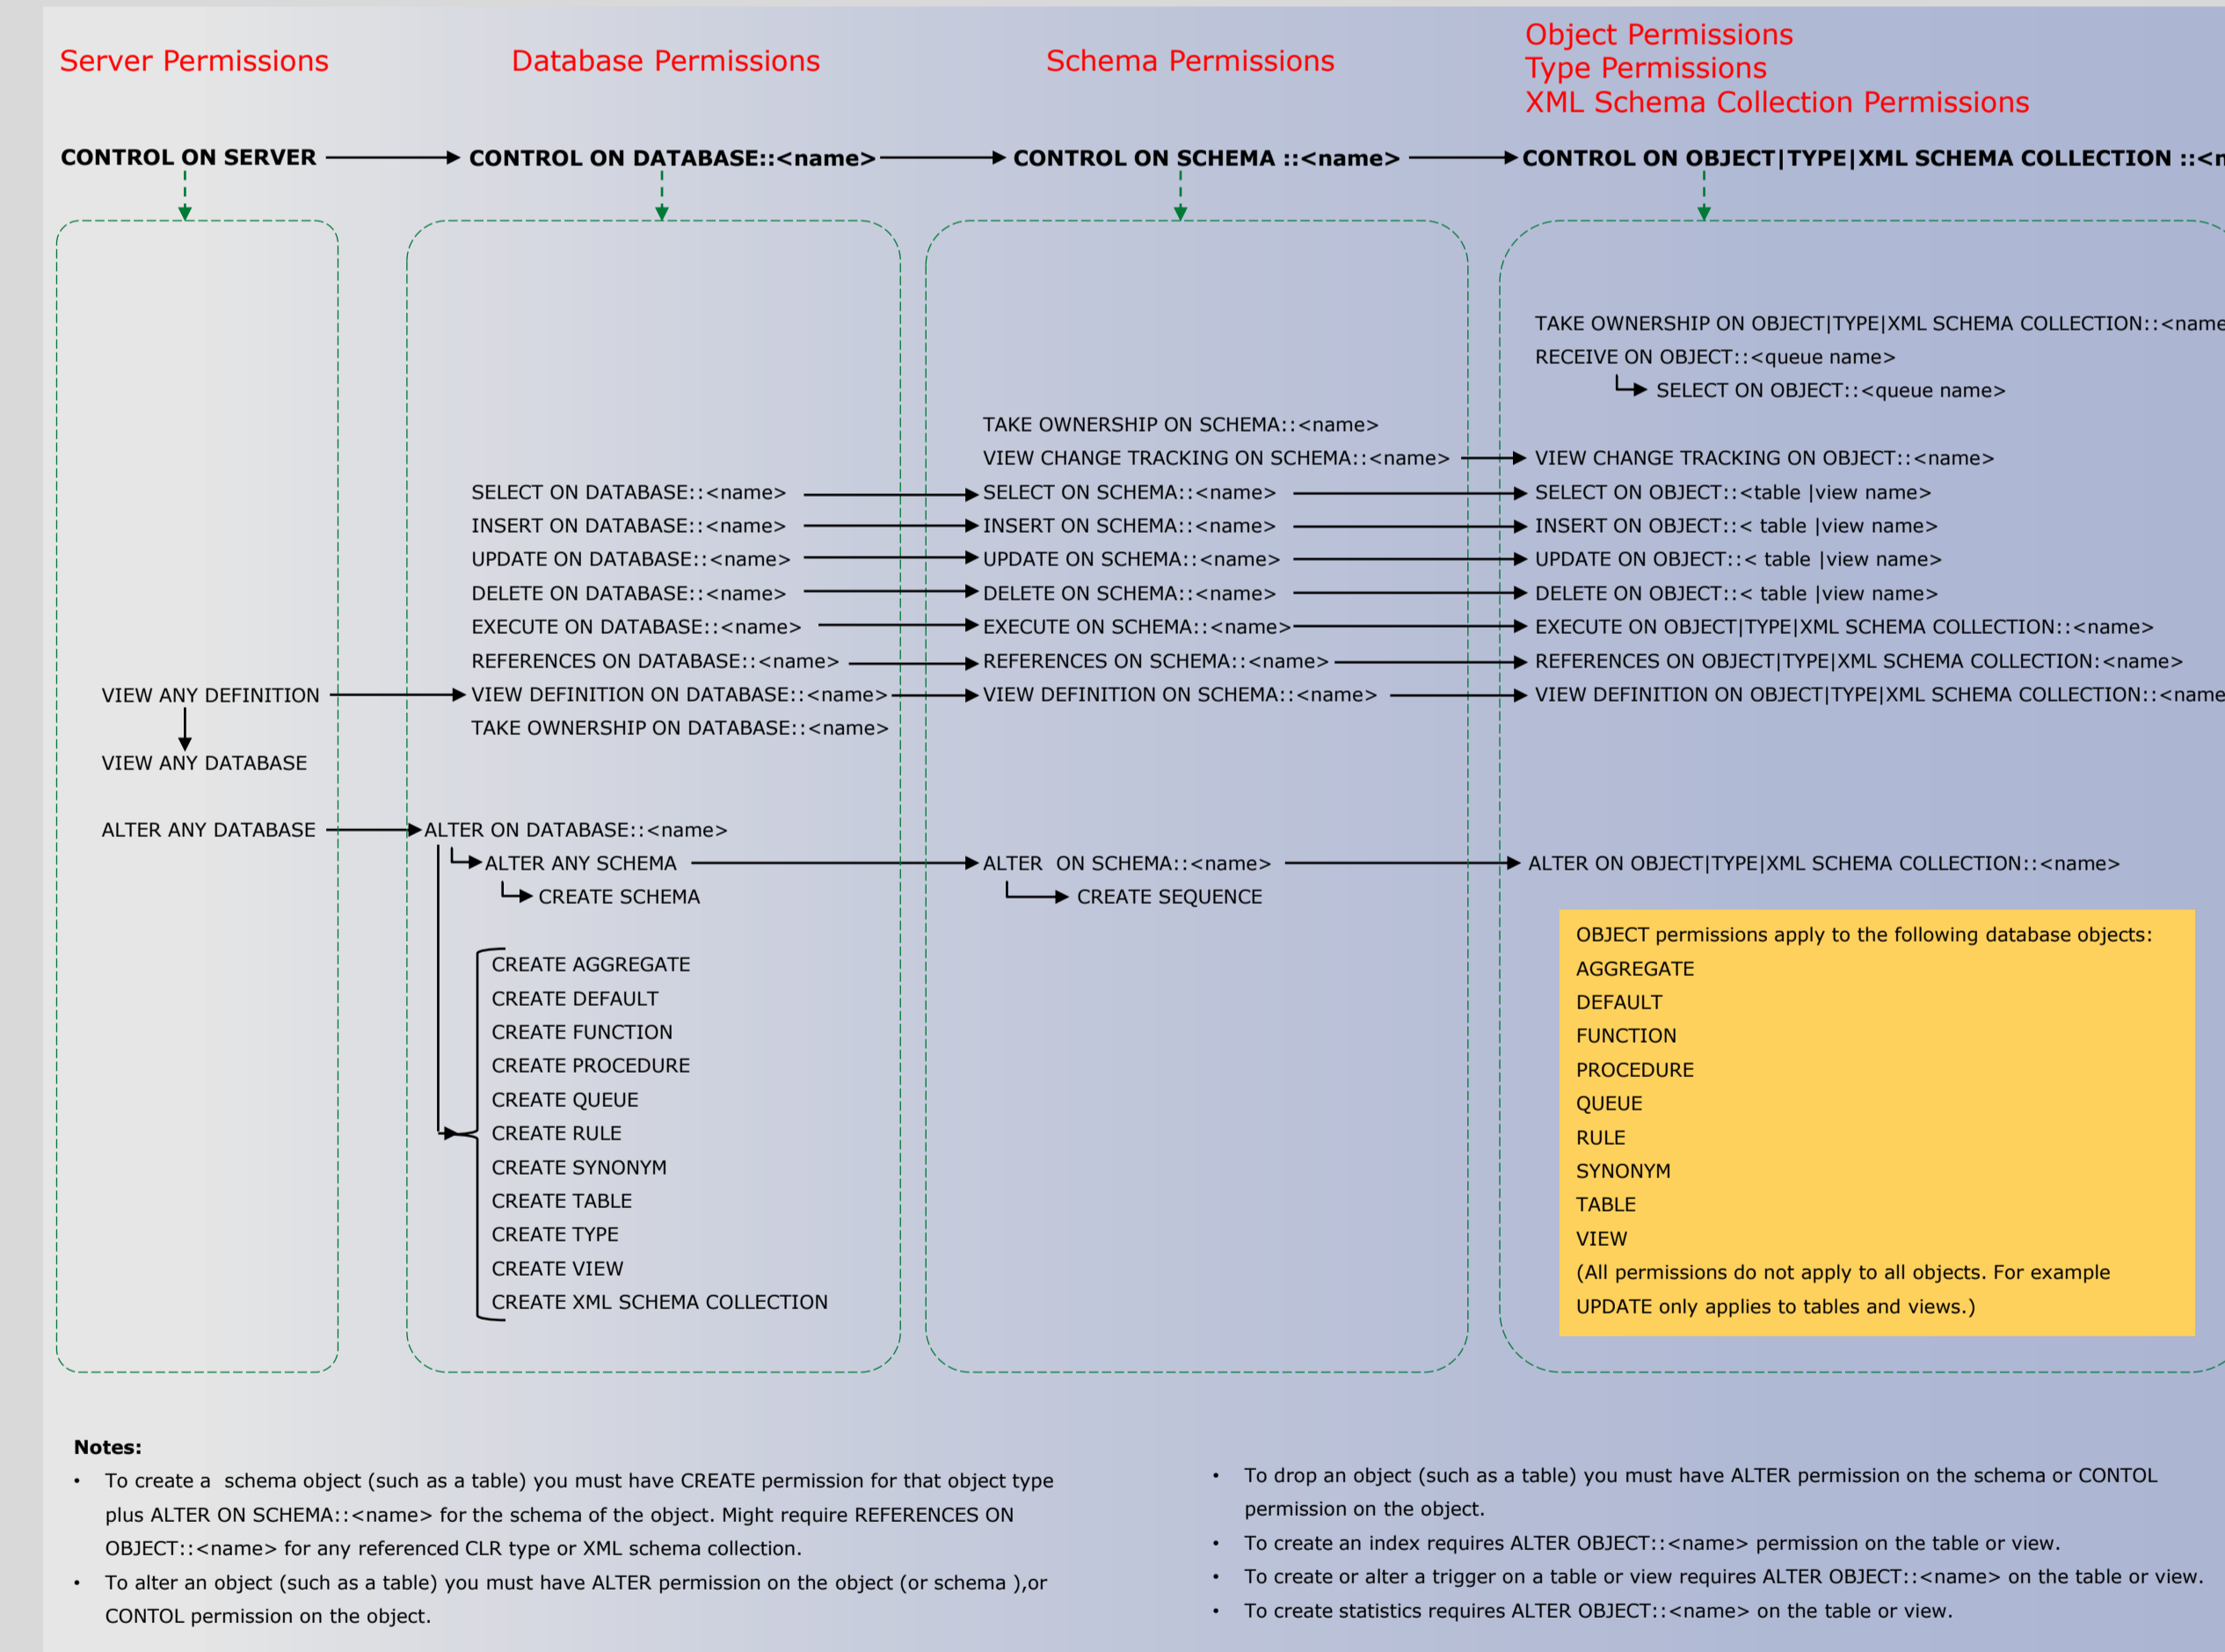 Server Permissions
Database Permissions
Schema Permissions
Object Permissions
Type Permissions
XML Schema Collection Permissions
CONTROL ON SERVER
CONTROL ON DATABASE::<name>
CONTROL ON SCHEMA ::<name>
CONTROL ON OBJECT|TYPE|XML SCHEMA COLLECTION ::<n
VIEW ANY DEFINITION
VIEW ANY DATABASE
ALTER ANY DATABASE
SELECT ON DATABASE::<name>
INSERT ON DATABASE::<name>
UPDATE ON DATABASE::<name>
DELETE ON DATABASE::<name>
EXECUTE ON DATABASE::<name>
REFERENCES ON DATABASE::<name>
VIEW DEFINITION ON DATABASE::<name>
TAKE OWNERSHIP ON DATABASE::<name>
ALTER ON DATABASE::<name>
ALTER ANY SCHEMA
CREATE SCHEMA
CREATE AGGREGATE
CREATE DEFAULT
CREATE FUNCTION
CREATE PROCEDURE
CREATE QUEUE
CREATE RULE
CREATE SYNONYM
CREATE TABLE
CREATE TYPE
CREATE VIEW
CREATE XML SCHEMA COLLECTION
TAKE OWNERSHIP ON SCHEMA::<name>
VIEW CHANGE TRACKING ON SCHEMA::<name>
SELECT ON SCHEMA::<name>
INSERT ON SCHEMA::<name>
UPDATE ON SCHEMA::<name>
DELETE ON SCHEMA::<name>
EXECUTE ON SCHEMA::<name>
REFERENCES ON SCHEMA::<name>
VIEW DEFINITION ON SCHEMA::<name>
ALTER  ON SCHEMA::<name>
CREATE SEQUENCE
TAKE OWNERSHIP ON OBJECT|TYPE|XML SCHEMA COLLECTION::<name
RECEIVE ON OBJECT::<queue name>
SELECT ON OBJECT::<queue name>
VIEW CHANGE TRACKING ON OBJECT::<name>
SELECT ON OBJECT::<table |view name>
INSERT ON OBJECT::< table |view name>
UPDATE ON OBJECT::< table |view name>
DELETE ON OBJECT::< table |view name>
EXECUTE ON OBJECT|TYPE|XML SCHEMA COLLECTION::<name>
REFERENCES ON OBJECT|TYPE|XML SCHEMA COLLECTION:<name>
VIEW DEFINITION ON OBJECT|TYPE|XML SCHEMA COLLECTION::<name
ALTER ON OBJECT|TYPE|XML SCHEMA COLLECTION::<name>
OBJECT permissions apply to the following database objects:
AGGREGATE
DEFAULT
FUNCTION
PROCEDURE
QUEUE
RULE
SYNONYM
TABLE
VIEW
(All permissions do not apply to all objects. For example
UPDATE only applies to tables and views.)
Notes:
• To create a  schema object (such as a table) you must have CREATE permission for that object type
plus ALTER ON SCHEMA::<name> for the schema of the object. Might require REFERENCES ON
OBJECT::<name> for any referenced CLR type or XML schema collection.
• To alter an object (such as a table) you must have ALTER permission on the object (or schema ),or
CONTOL permission on the object.
• To drop an object (such as a table) you must have ALTER permission on the schema or CONTOL
permission on the object.
• To create an index requires ALTER OBJECT::<name> permission on the table or view.
• To create or alter a trigger on a table or view requires ALTER OBJECT::<name> on the table or view.
• To create statistics requires ALTER OBJECT::<name> on the table or view.